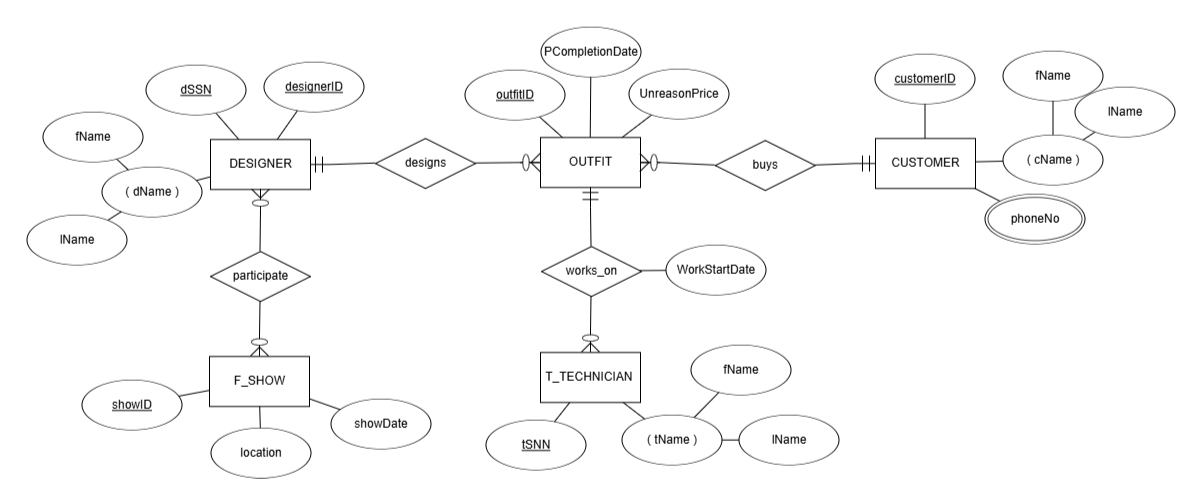 PCompletionDate
dSSN
designerID
outfitID
UnreasonPrice
customerID
fName
lName
fName
DESIGNER
designs
OUTFIT
buys
CUSTOMER
( cName )
( dName )
phoneNo
lName
participate
works_on
WorkStartDate
F_SHOW
T_TECHNICIAN
fName
showID
showDate
location
tSNN
( tName )
lName